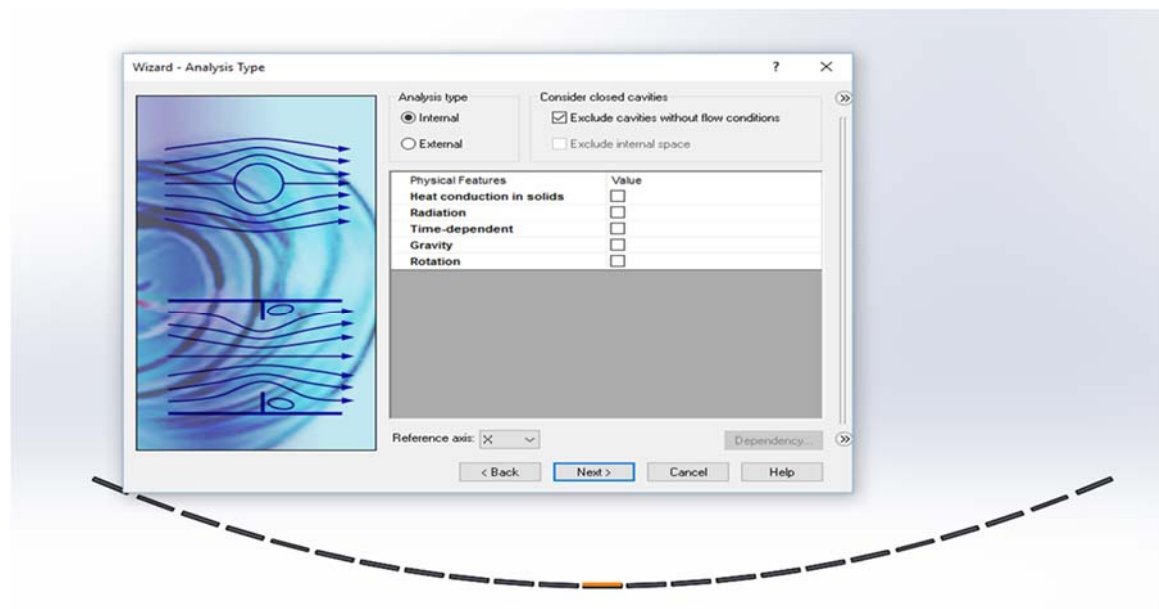 Wizard - Analysis Type ? ×
Analysis type Consider closed cavities
Internal Exclude cavities without flow conditions
External Exclude internal space
Physical Features Value
Heat conduction in solids
Radiation
Time-dependent
Gravity
Rotation
Reference axis: X Dependency...
< Back Next > Cancel Help